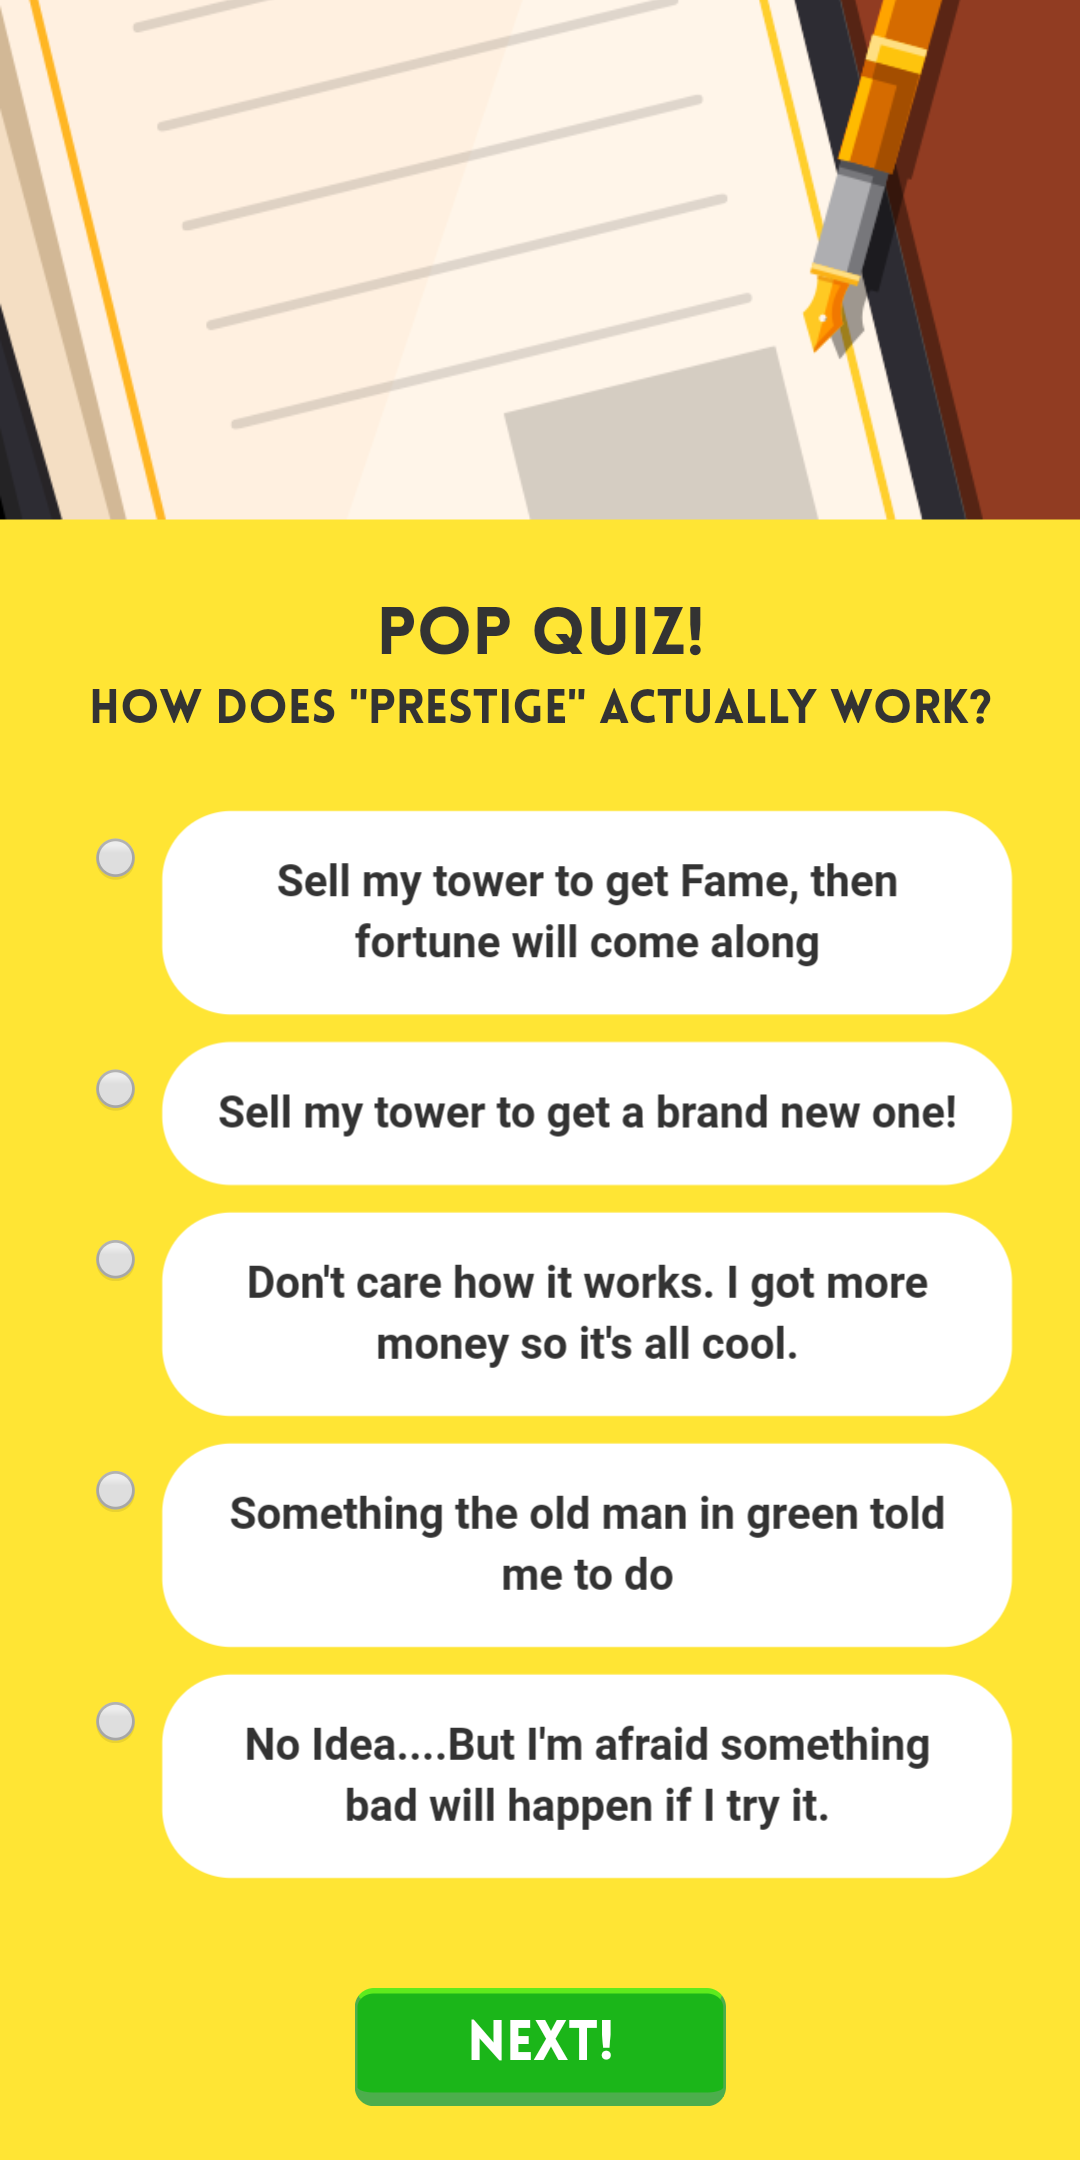 POP QUIZ!
HOW DOES "PRESTIGE" ACTUALLY WORK?
Sell my tower to get Fame, then
fortune will come along
Sell my tower to get a brand new one!
Don't care how it works. I got more
money so it's all cool.
Something the old man in green told
me to do
No Idea....But I'm afraid something
bad will happen if I try it.
NEXT!